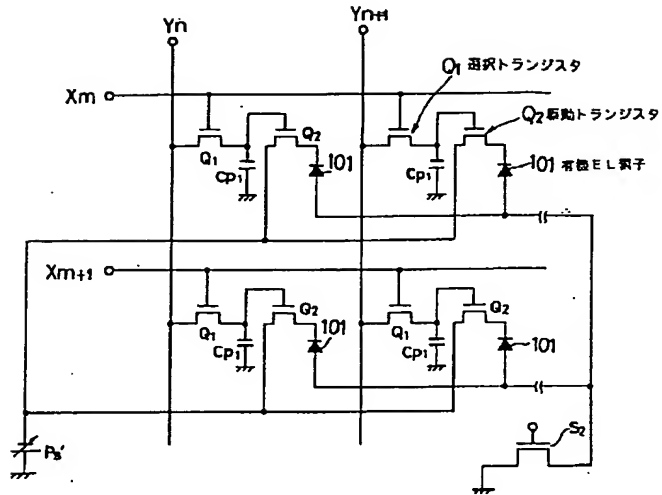 Yn
Yn+1
Q1 選択トランジスタ
Xm
Q2 駆動トランジスタ
Q1
Cp1
Q2
101
Q1
Cp1
101 有機EL素子
Xm+1
Q1
Cp1
Q2
101
Q1
Cp1
Q2
101
Ps'
S2